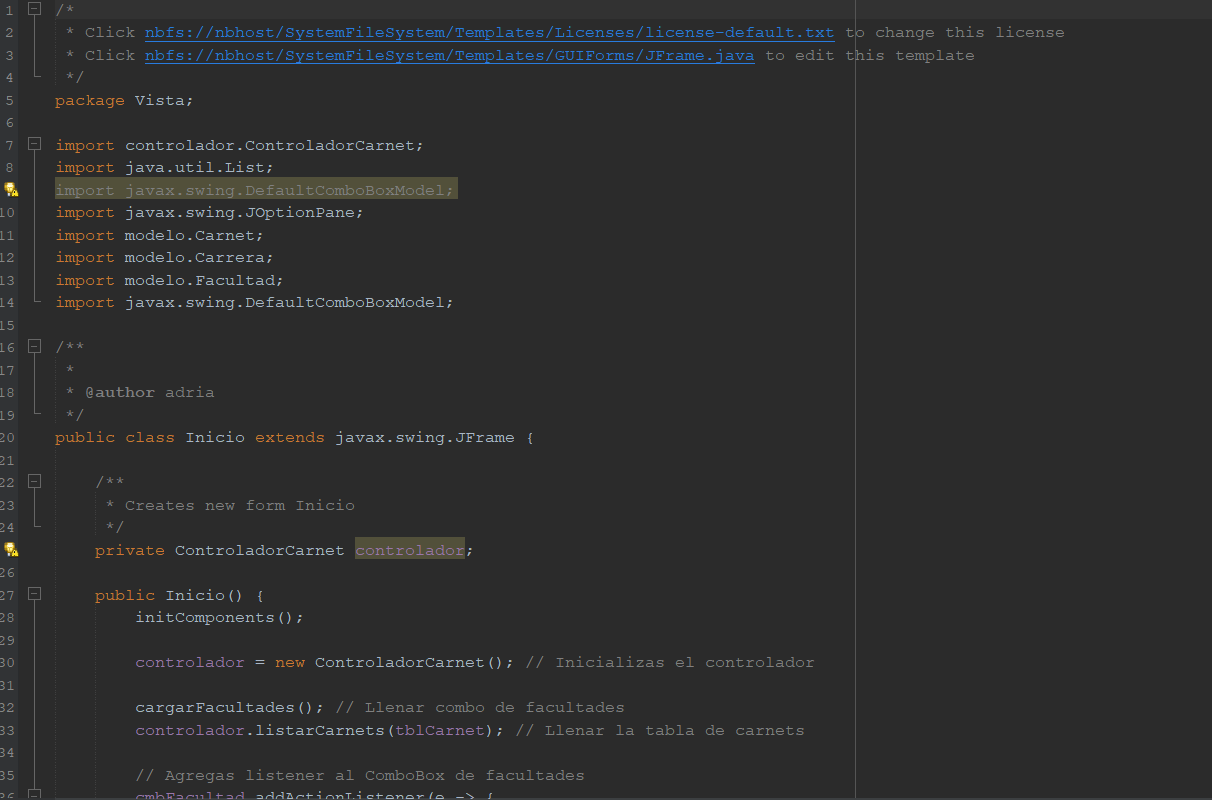 1 /*
2 * Click nbfs://nbhost/SystemFileSystem/Templates/Licenses/license-default.txt to change this license
3 * Click nbfs://nbhost/SystemFileSystem/Templates/GUIForms/JFrame.java to edit this template
4 */
5 package Vista;
6
7 import controlador.ControladorCarnet;
8 import java.util.List;
import javax.swing.DefaultComboBoxModel;
10 import javax.swing.JOptionPane;
11 import modelo.Carnet;
12 import modelo.Carrera;
13 import modelo.Facultad;
14 import javax.swing.DefaultComboBoxModel;
15
16 /**
17 *
18 * @author adria
19 */
20 public class Inicio extends javax.swing.JFrame {
21
22 /**
23 * Creates new form Inicio
24 */
private ControladorCarnet controlador;
26
27 public Inicio() {
28 initComponents();
29
30 controlador = new ControladorCarnet(); // Inicializas el controlador
31
32 cargarFacultades(); // Llenar combo de facultades
33 controlador.listarCarnets(tblCarnet); // Llenar la tabla de carnets
34
35 // Agregas listener al ComboBox de facultades
36 cmbFacultad.addActionListener(e -> {